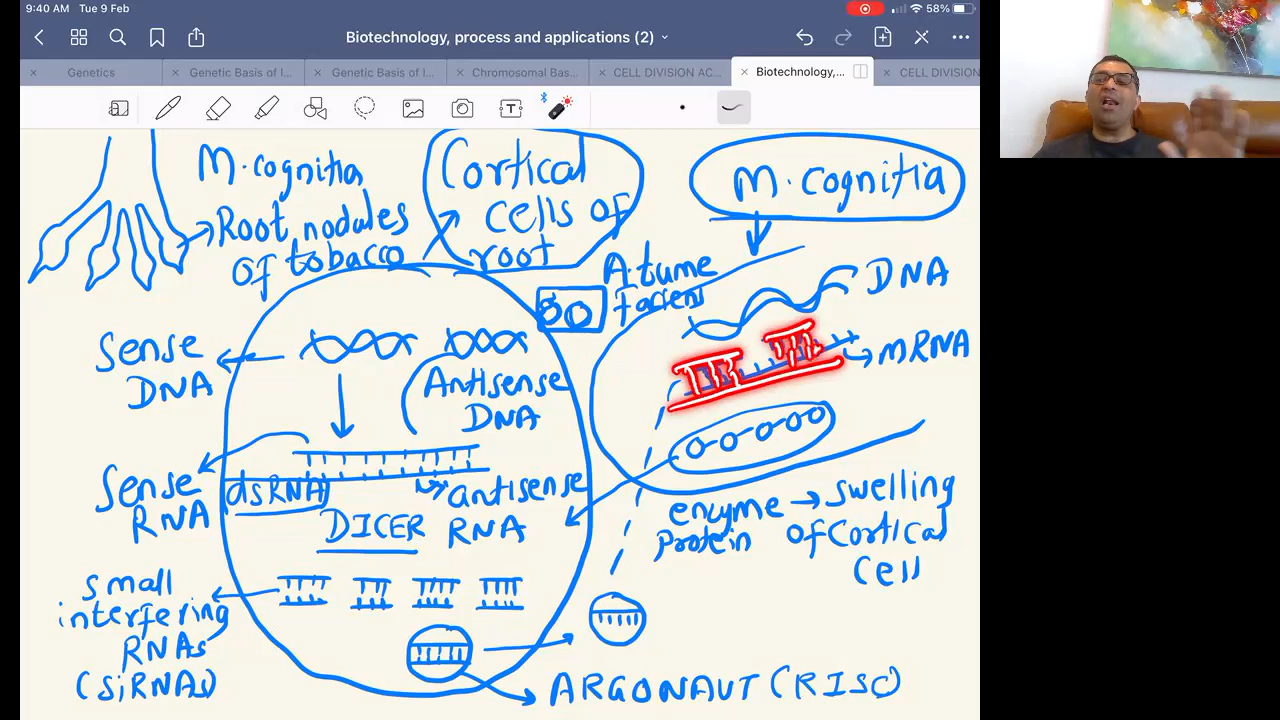 9:40 AM Tue 9 Feb
58%
Biotechnology, process and applications (2)
Genetics
Genetic Basis of I...
Genetic Basis of I...
Chromosomal Bas...
CELL DIVISION AC...
Biotechnology,...
CELL DIVISION
M.cognitia
Root nodules
of tobacco
Cortical
cells of
root
M.cognitia
A.tume
facien
DNA
mRNA
Sense
DNA
Antisense
DNA
Sense
RNA
dsRNA
antisense
RNA
DICER
enzyme → swelling
Protein of Cortical
Cell
small
interfering
RNAs
(siRNAs)
ARGONAUT (RISC)